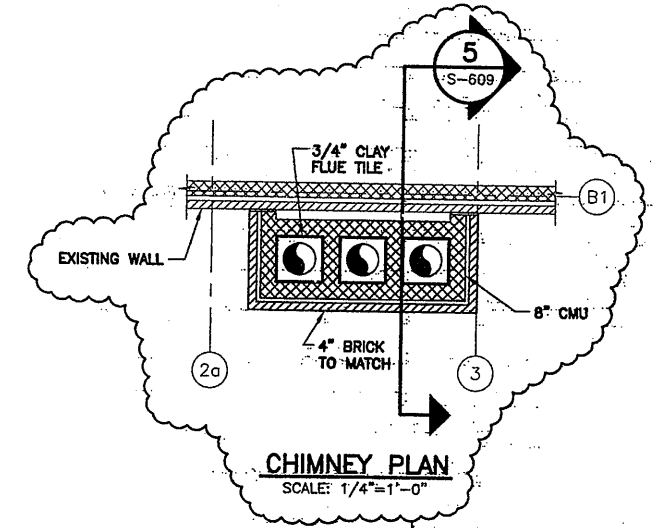 5
S-609
3/4" CLAY
FLUE TILE
B1
EXISTING WALL
8" CMU
4" BRICK
TO MATCH
2a
3
CHIMNEY PLAN
SCALE: 1/4"=1'-0"